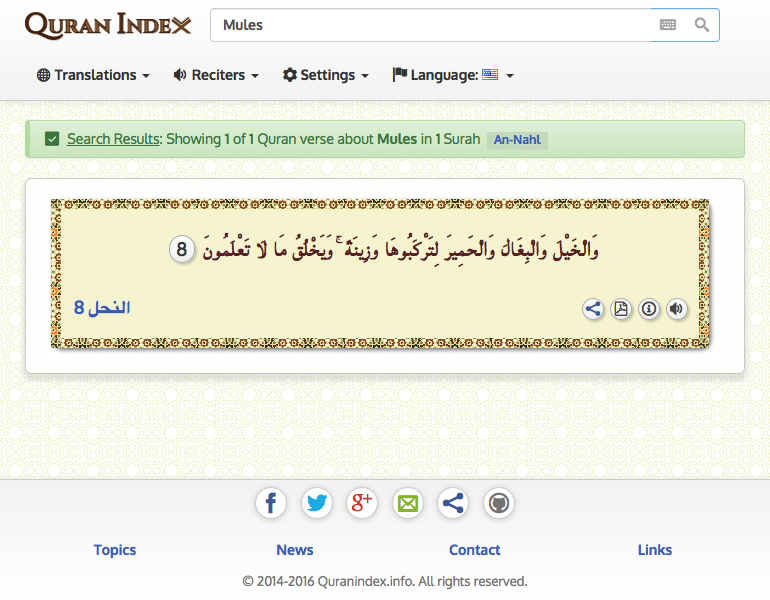 QURAN INDEX
Mules
Translations
Reciters
Settings
Language:
Search Results: Showing 1 of 1 Quran verse about Mules in 1 Surah An-Nahl
وَالْخَيْلَ وَالْبِغَالَ وَالْحَمِيرَ لِتَرْكَبُوهَا وَزِينَةً ۚ وَيَخْلُقُ مَا لَا تَعْلَمُونَ 8
النحل 8
Topics
News
Contact
Links
© 2014-2016 Quranindex.info. All rights reserved.